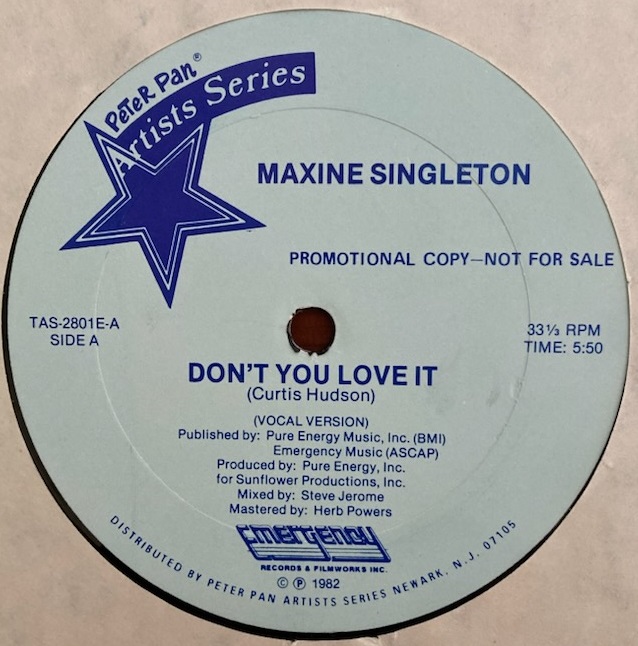 PeteR Pan®
Artists Series
MAXINE SINGLETON
PROMOTIONAL COPY—NOT FOR SALE
TAS-2801E-A
SIDE A
33⅓ RPM
TIME: 5:50
DON'T YOU LOVE IT
(Curtis Hudson)
(VOCAL VERSION)
Published by: Pure Energy Music, Inc. (BMI)
Emergency Music (ASCAP)
Produced by: Pure Energy, Inc.
for Sunflower Productions, Inc.
Mixed by: Steve Jerome
Mastered by: Herb Powers
Emergency
RECORDS & FILMWORKS INC.
© ℗ 1982
DISTRIBUTED BY PETER PAN ARTISTS SERIES NEWARK, N.J. 07105